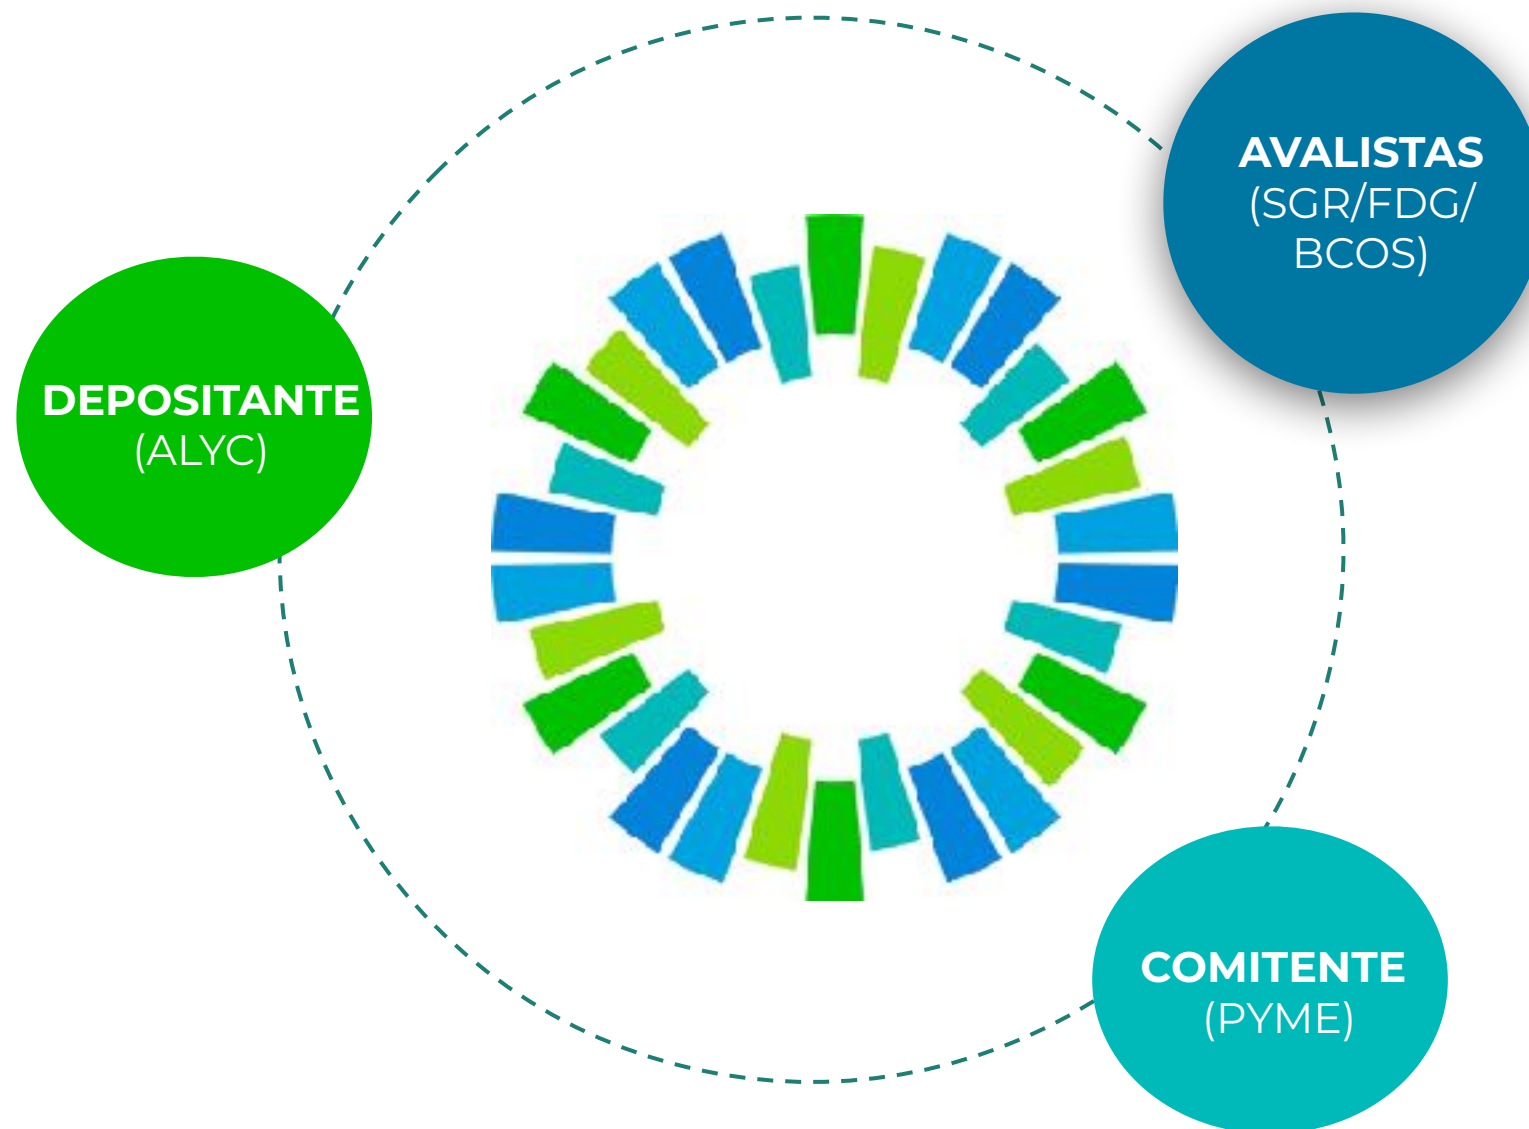 AVALISTAS
(SGR/FDG/
BCOS)
DEPOSITANTE
(ALYC)
COMITENTE
(PYME)